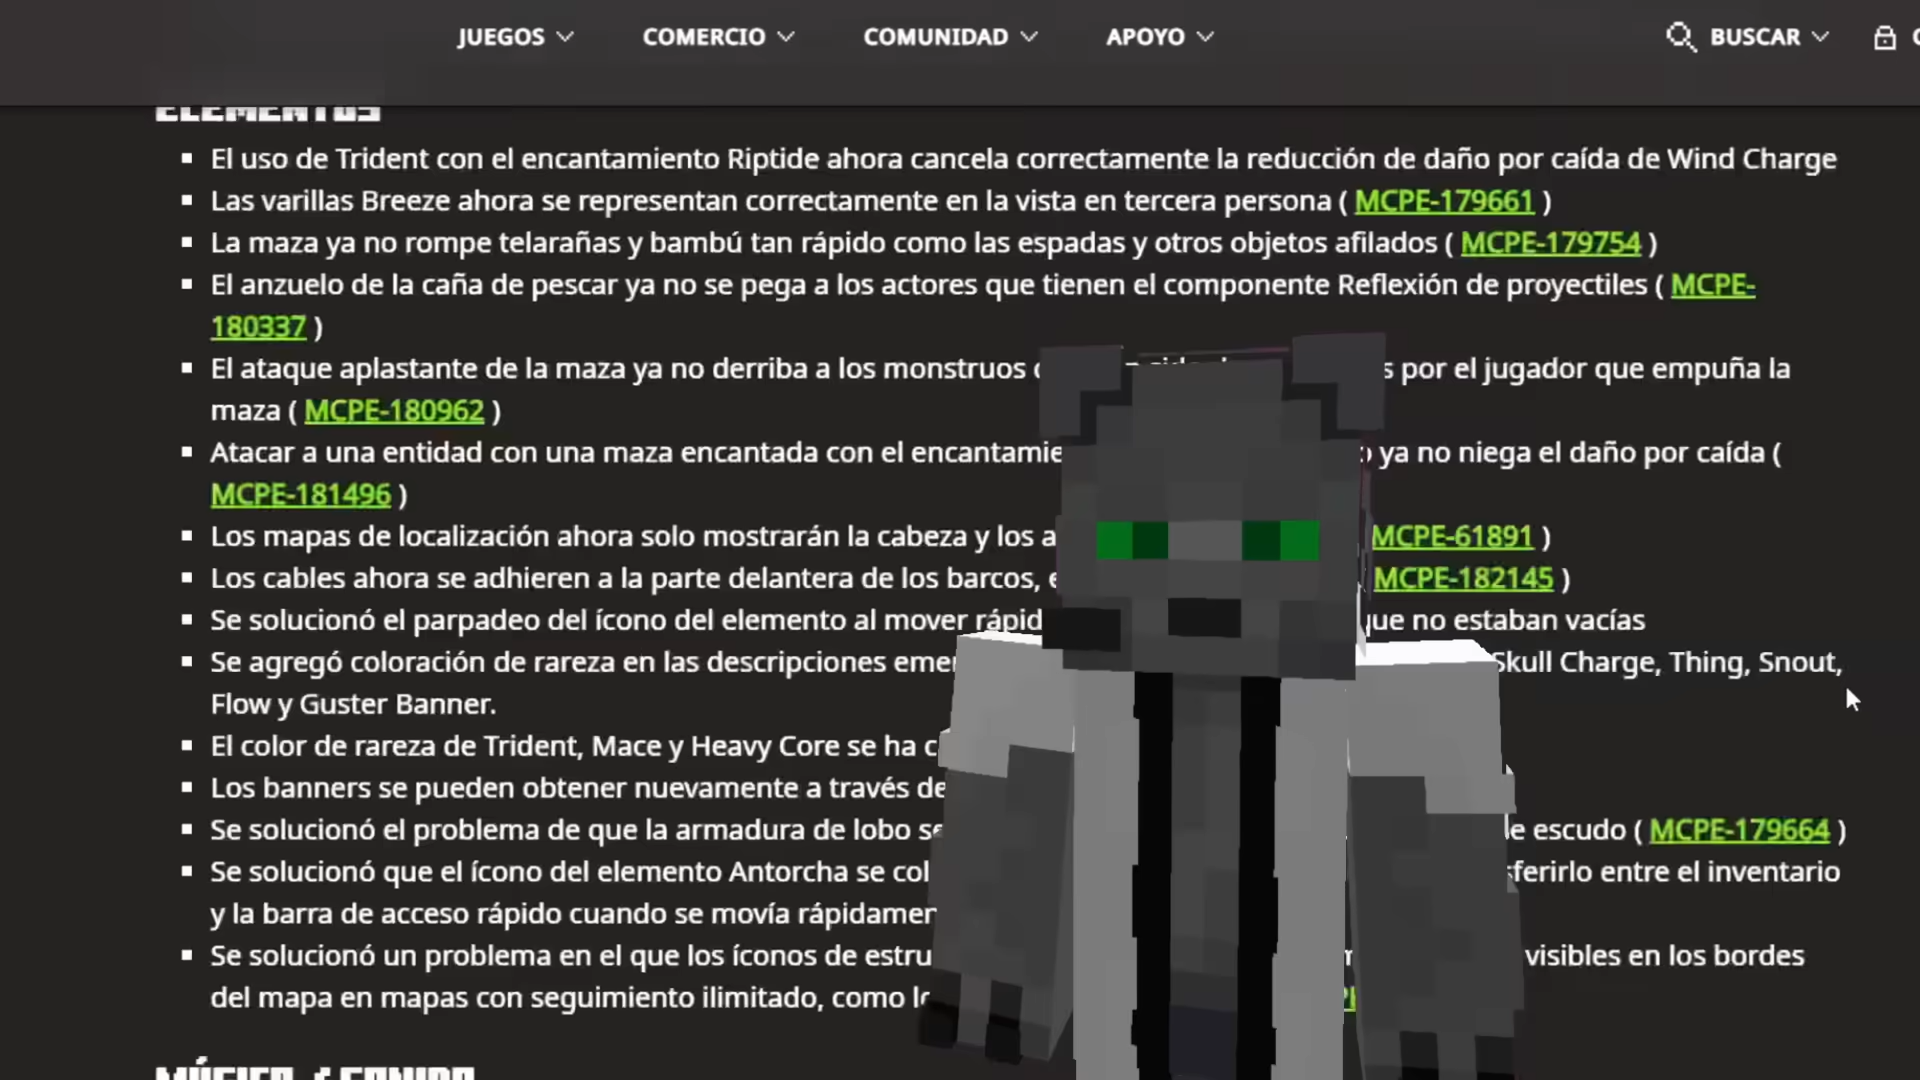 JUEGOS COMERCIO COMUNIDAD APOYO BUSCAR
ELEMENTOS
El uso de Trident con el encantamiento Riptide ahora cancela correctamente la reducción de daño por caída de Wind Charge
Las varillas Breeze ahora se representan correctamente en la vista en tercera persona ( MCPE-179661 )
La maza ya no rompe telarañas y bambú tan rápido como las espadas y otros objetos afilados ( MCPE-179754 )
El anzuelo de la caña de pescar ya no se pega a los actores que tienen el componente Reflexión de proyectiles ( MCPE-
180337 )
El ataque aplastante de la maza ya no derriba a los monstruos por el jugador que empuña la
maza ( MCPE-180962 )
Atacar a una entidad con una maza encantada con el ya no niega el daño por caída (
MCPE-181496 )
Los mapas de localización ahora solo mostrarán la cabeza y los MCPE-61891 )
Los cables ahora se adhieren a la parte delantera de los barcos, MCPE-182145 )
Se solucionó el parpadeo del ícono del elemento al mover que no estaban vacías
Se agregó coloración de rareza en las descripciones Skull Charge, Thing, Snout,
Flow y Guster Banner.
El color de rareza de Trident, Mace y Heavy Core se ha
Los banners se pueden obtener nuevamente a través de
Se solucionó el problema de que la armadura de lobo escudo ( MCPE-179664 )
Se solucionó que el ícono del elemento Antorcha se entre el inventario
y la barra de acceso rápido cuando se movía
Se solucionó un problema en el que los íconos de visibles en los bordes
del mapa en mapas con seguimiento ilimitado, como
MÚSICA / SONIDO